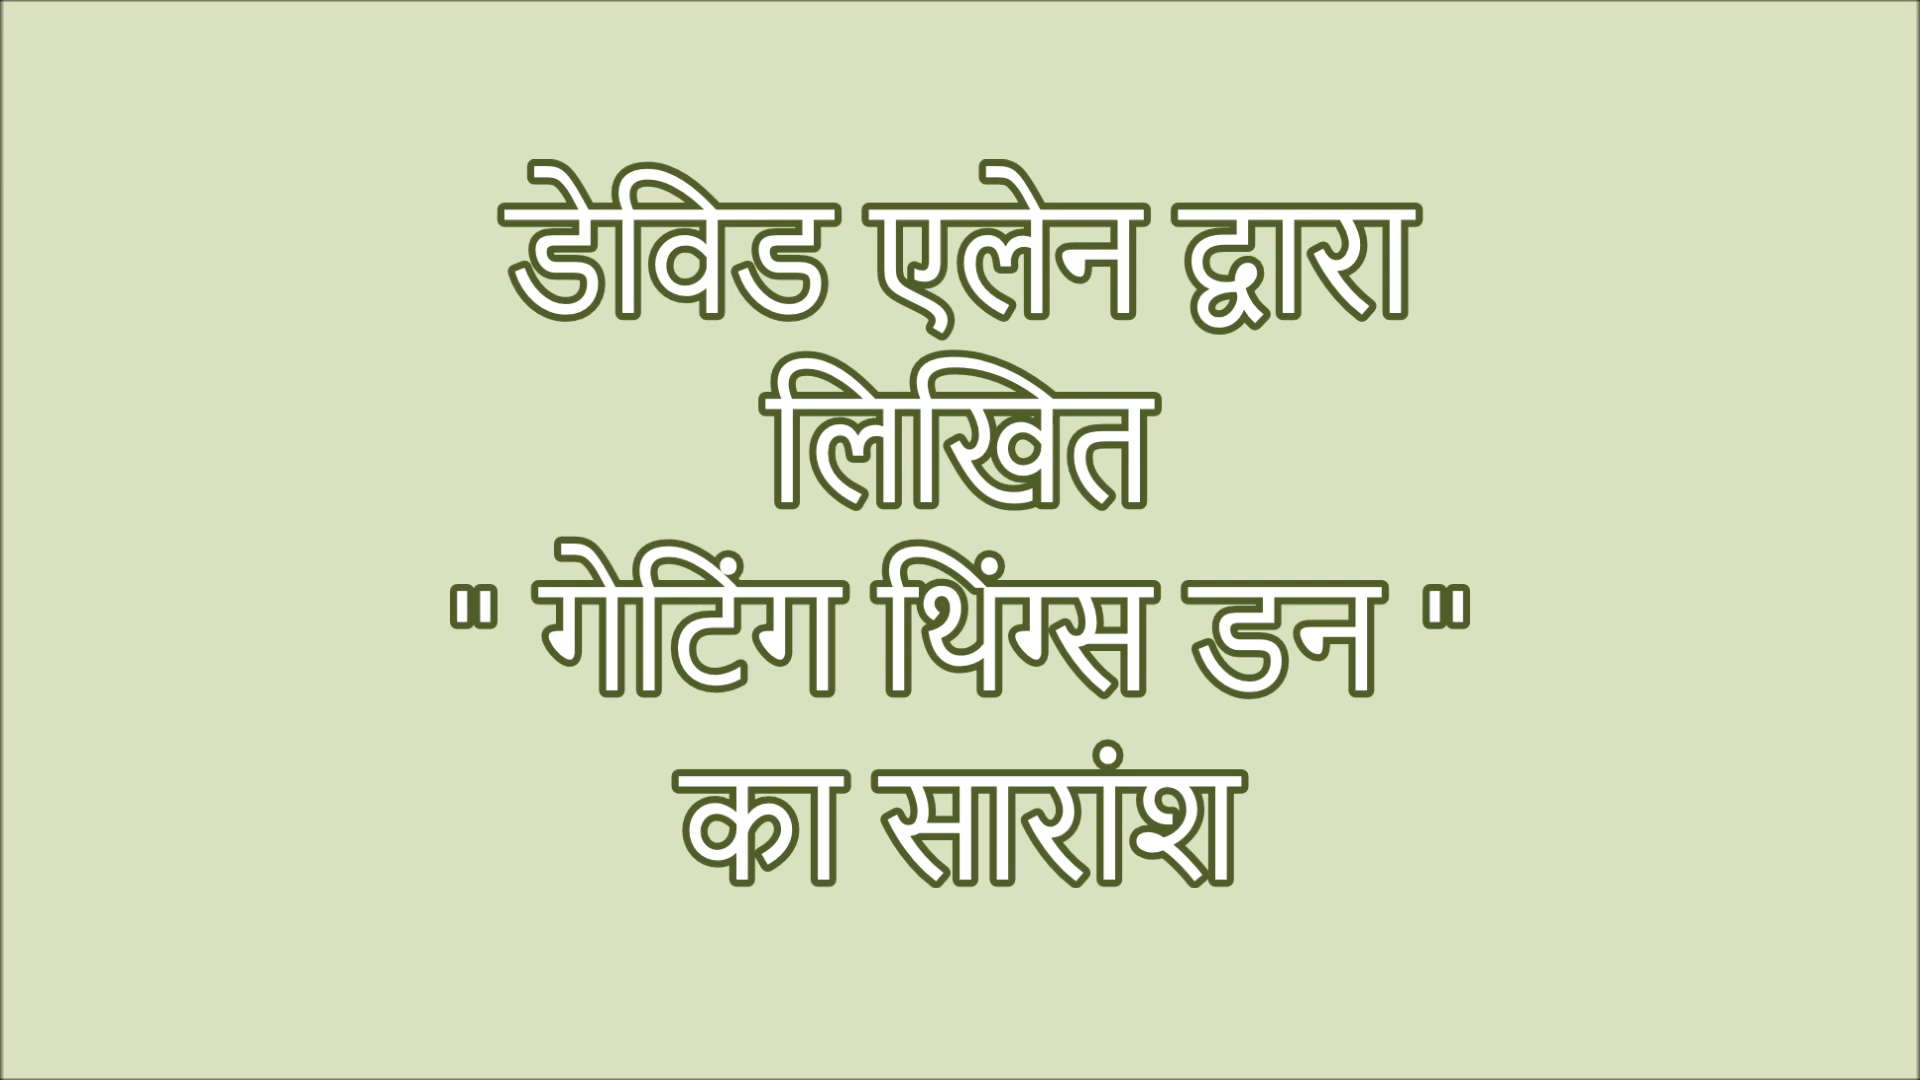 डेविड एलेन द्वारा
लिखित
" गेटिंग थिंग्स डन "
का सारांश